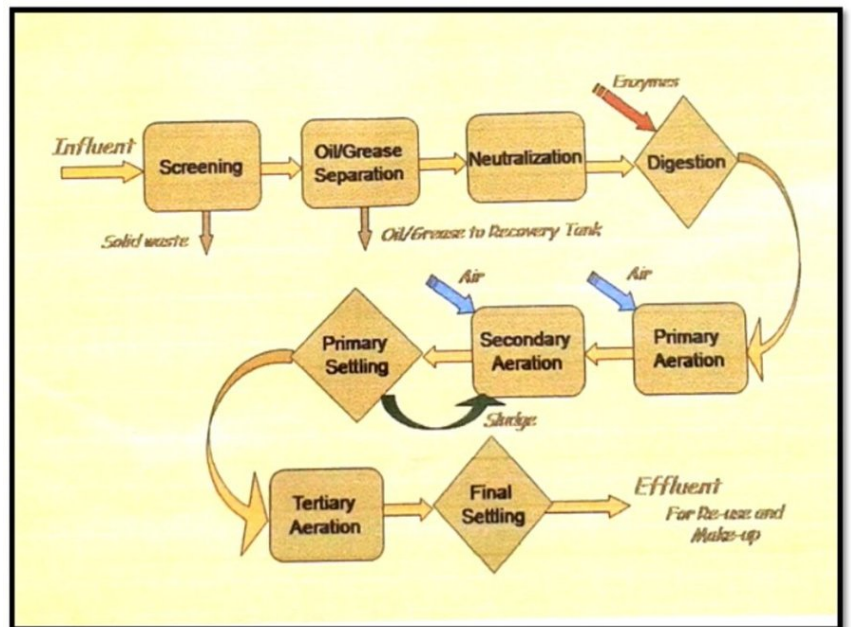 Enzymes
Influent
Screening
Oil/Grease
Separation
Neutralization
Digestion
Solid waste
Oil/Grease to Recovery Tank
Air
Air
Primary
Settling
Secondary
Aeration
Primary
Aeration
Sludge
Tertiary
Aeration
Final
Settling
Effluent
For Re-use and
Make-up